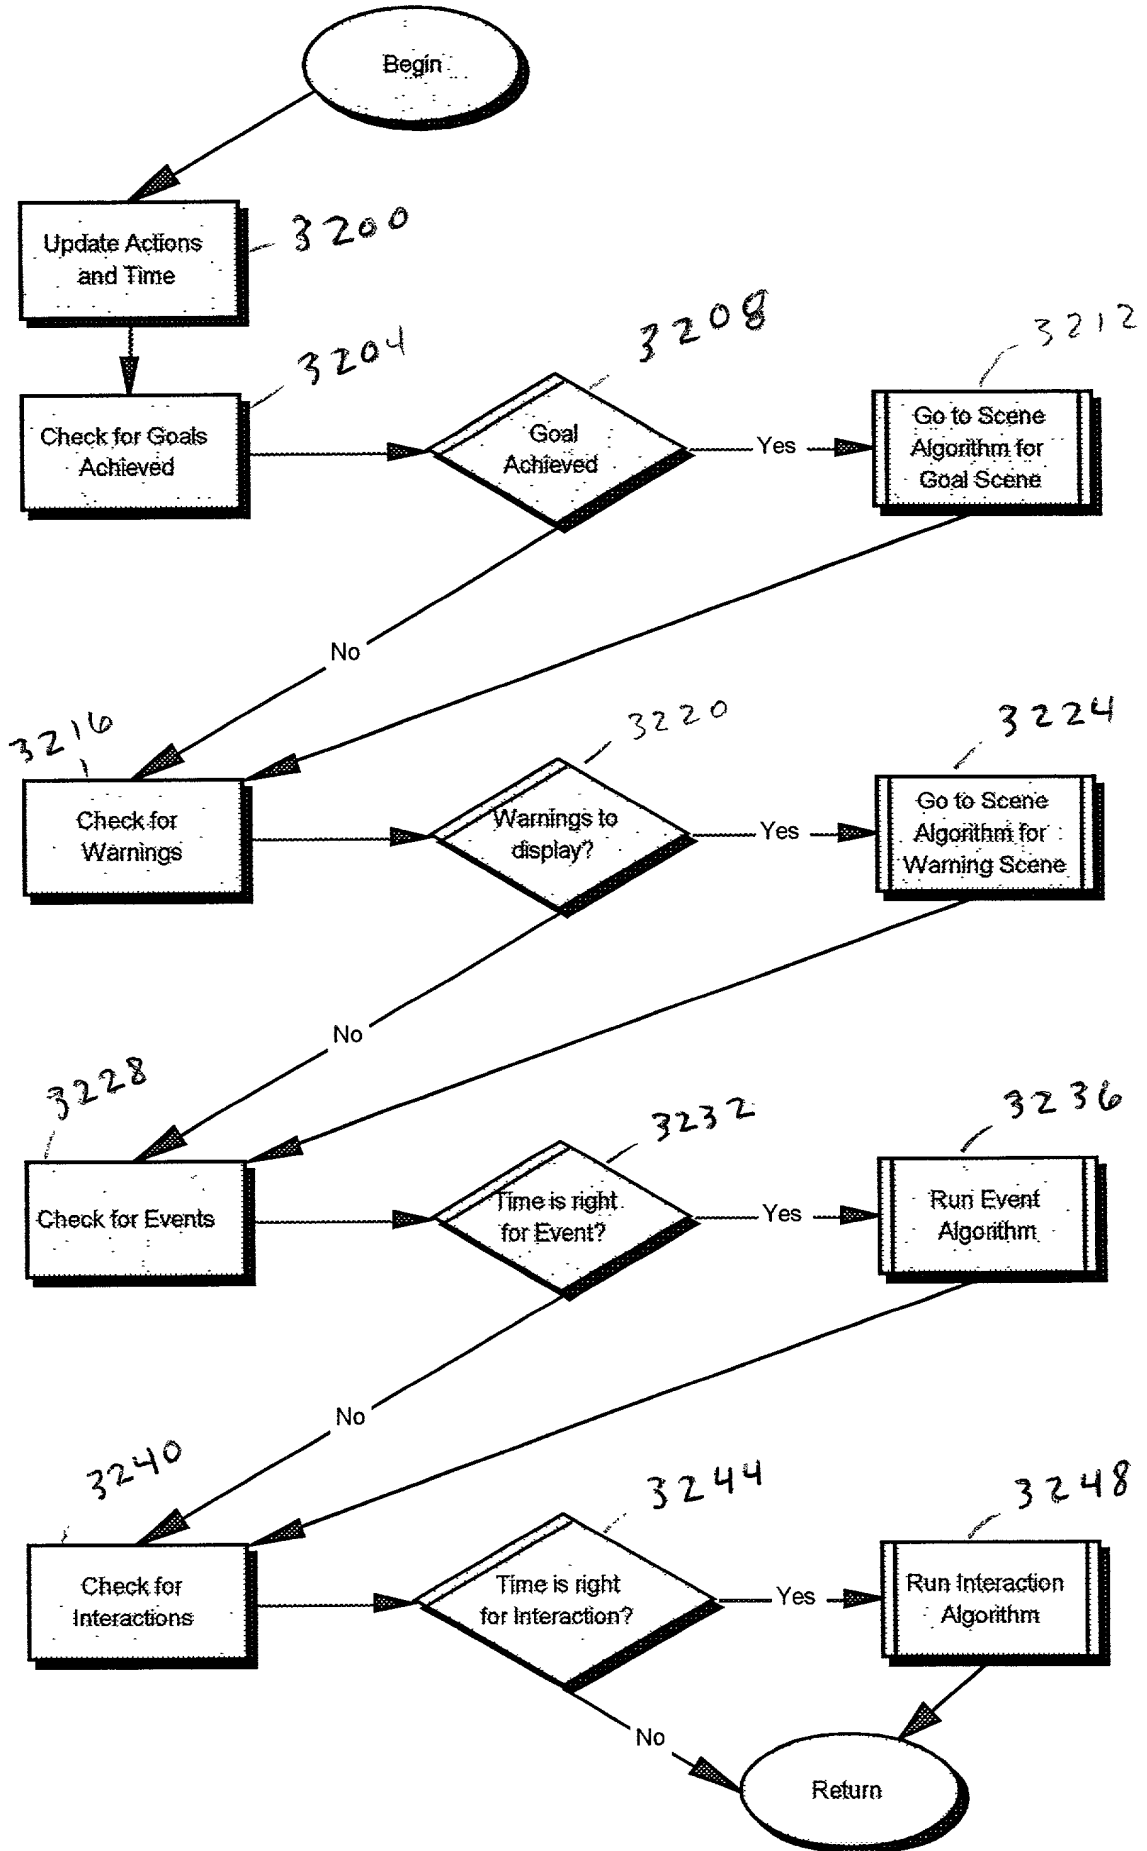 Begin
Update Actions
and Time
3200
3204
3208
3212
Check for Goals
Achieved
Goal
Achieved
Yes
Go to Scene
Algorithm for
Goal Scene
No
3216
3220
3224
Check for
Warnings
Warnings to
display?
Yes
Go to Scene
Algorithm for
Warning Scene
No
3228
3232
3236
Check for Events
Time is right
for Event?
Yes
Run Event
Algorithm
No
3240
3244
3248
Check for
Interactions
Time is right
for Interaction?
Yes
Run Interaction
Algorithm
No
Return